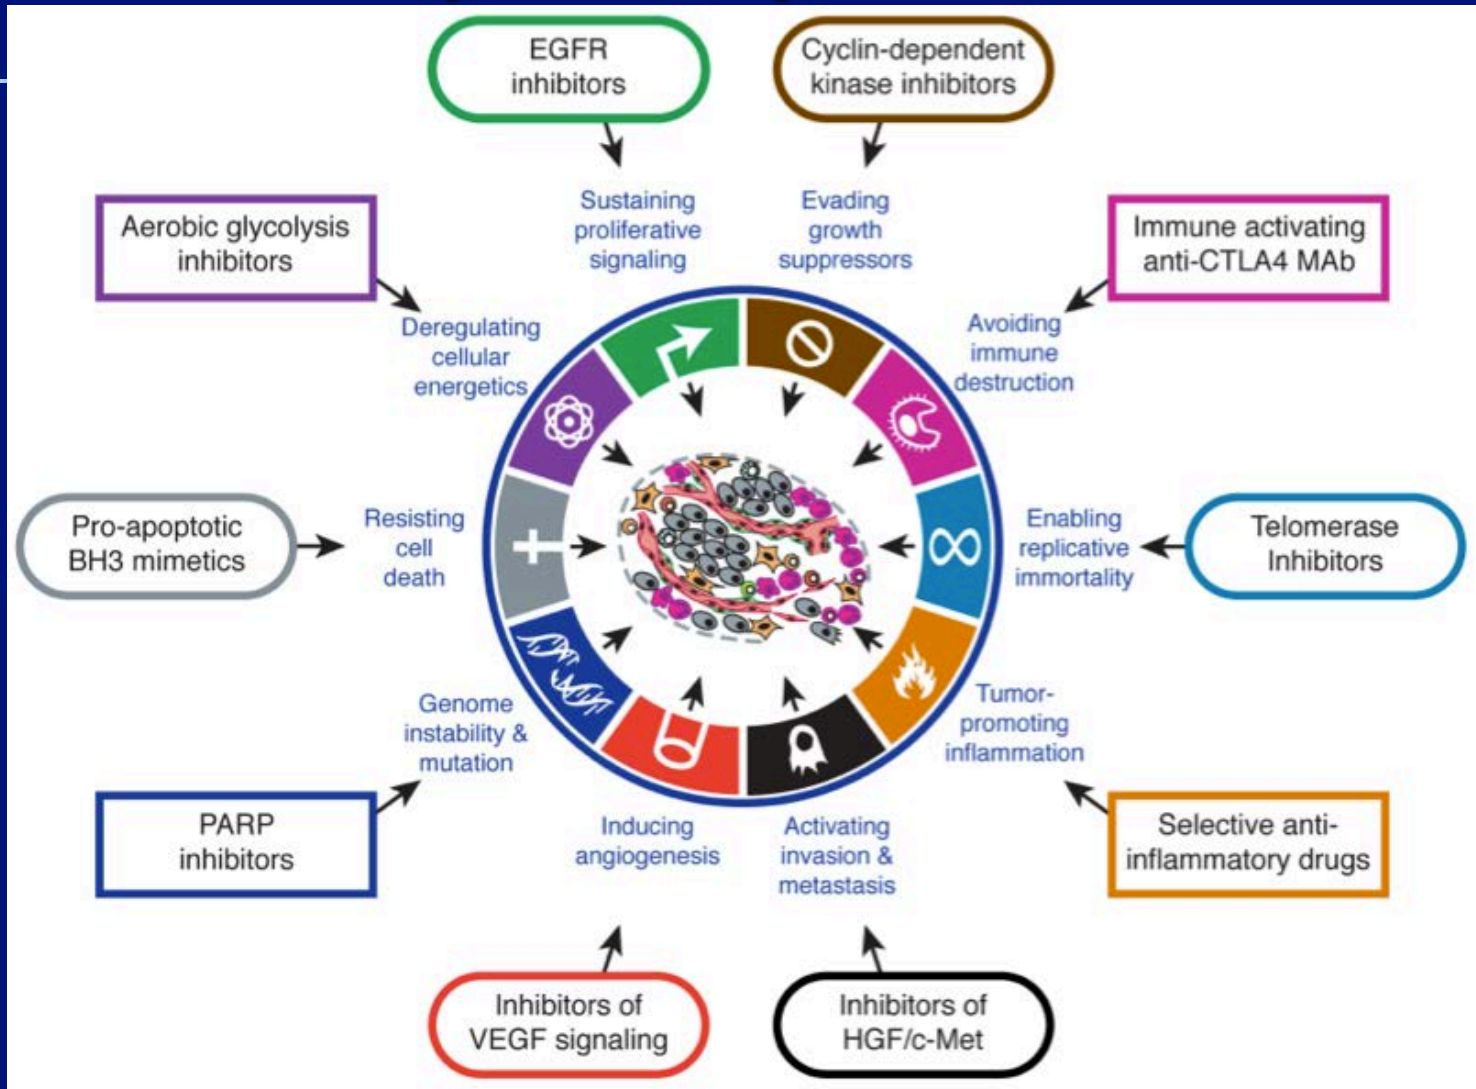 EGFR
inhibitors
Cyclin-dependent
kinase inhibitors
Sustaining
proliferative
signaling
Evading
growth
suppressors
Aerobic glycolysis
inhibitors
Immune activating
anti-CTLA4 MAb
Deregulating
cellular
energetics
Avoiding
immune
destruction
Pro-apoptotic
BH3 mimetics
Resisting
cell
death
Enabling
replicative
immortality
Telomerase
Inhibitors
Genome
instability &
mutation
Tumor-
promoting
inflammation
PARP
inhibitors
Inducing
angiogenesis
Activating
invasion &
metastasis
Selective anti-
inflammatory drugs
Inhibitors of
VEGF signaling
Inhibitors of
HGF/c-Met